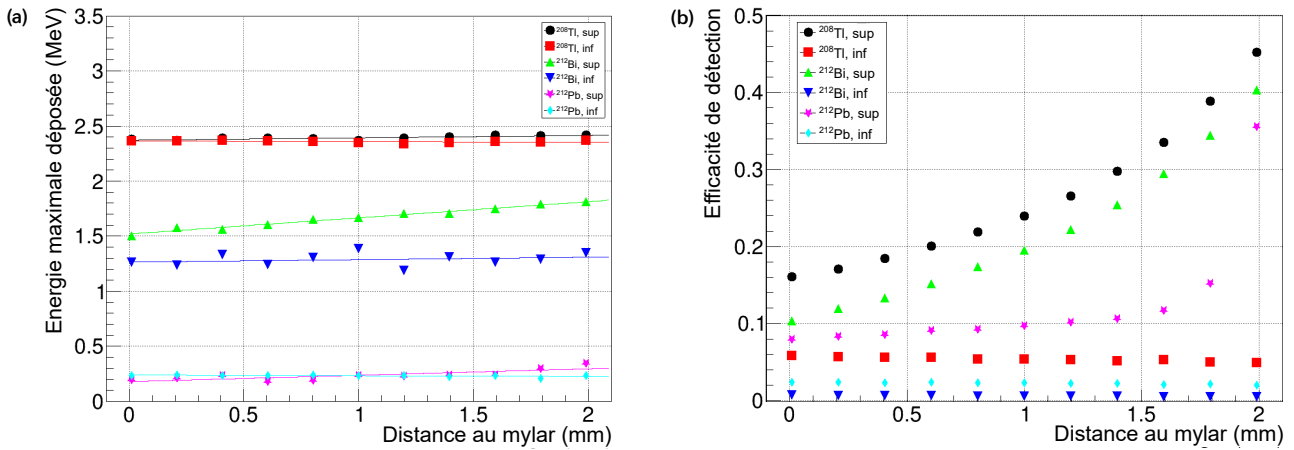 (a)
Energie maximale déposée (MeV)
3.5
3
2.5
2
1.5
1
0.5
0
²⁰⁸Tl, sup
²⁰⁸Tl, inf
²¹²Bi, sup
²¹²Bi, inf
²¹²Pb, sup
²¹²Pb, inf
0 0.5 1 1.5 2
Distance au mylar (mm)
(b)
Efficacité de détection
0.5
0.4
0.3
0.2
0.1
0
²⁰⁸Tl, sup
²⁰⁸Tl, inf
²¹²Bi, sup
²¹²Bi, inf
²¹²Pb, sup
²¹²Pb, inf
0 0.5 1 1.5 2
Distance au mylar (mm)